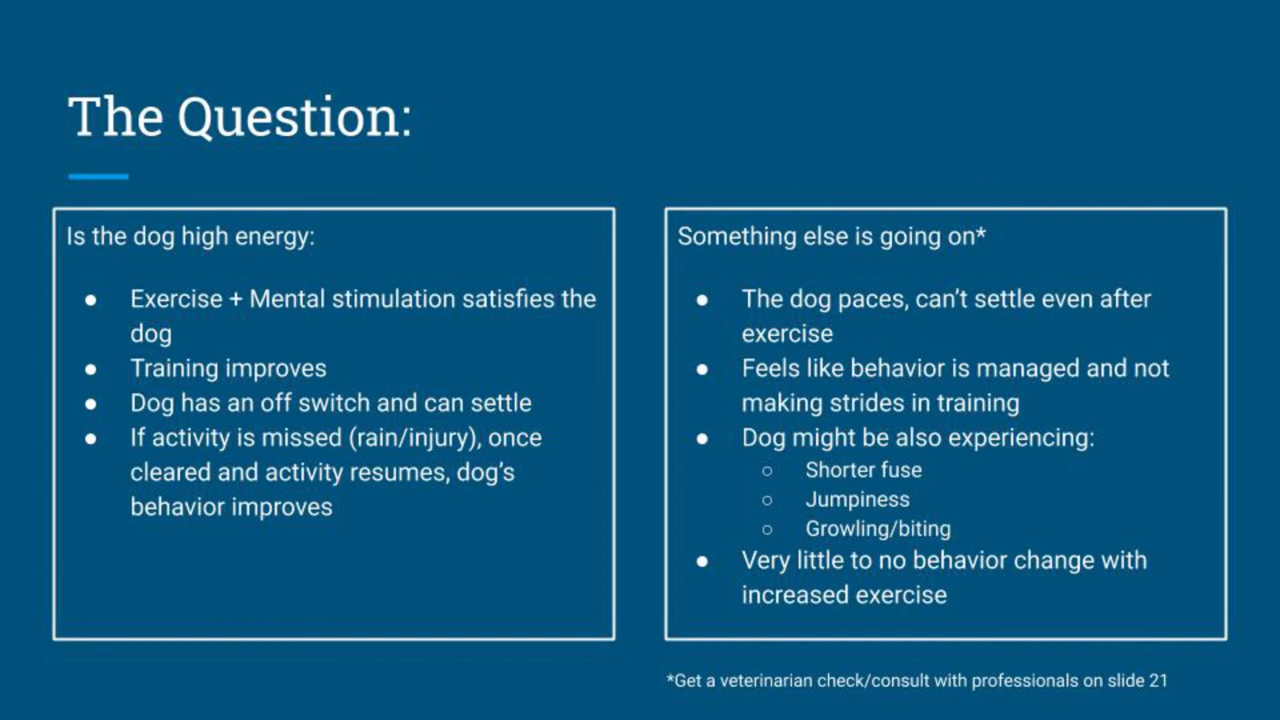 The Question:
Is the dog high energy:
● Exercise + Mental stimulation satisfies the
dog
● Training improves
● Dog has an off switch and can settle
● If activity is missed (rain/injury), once
cleared and activity resumes, dog's
behavior improves
Something else is going on*
● The dog paces, can't settle even after
exercise
● Feels like behavior is managed and not
making strides in training
● Dog might be also experiencing:
○ Shorter fuse
○ Jumpiness
○ Growling/biting
● Very little to no behavior change with
increased exercise
*Get a veterinarian check/consult with professionals on slide 21